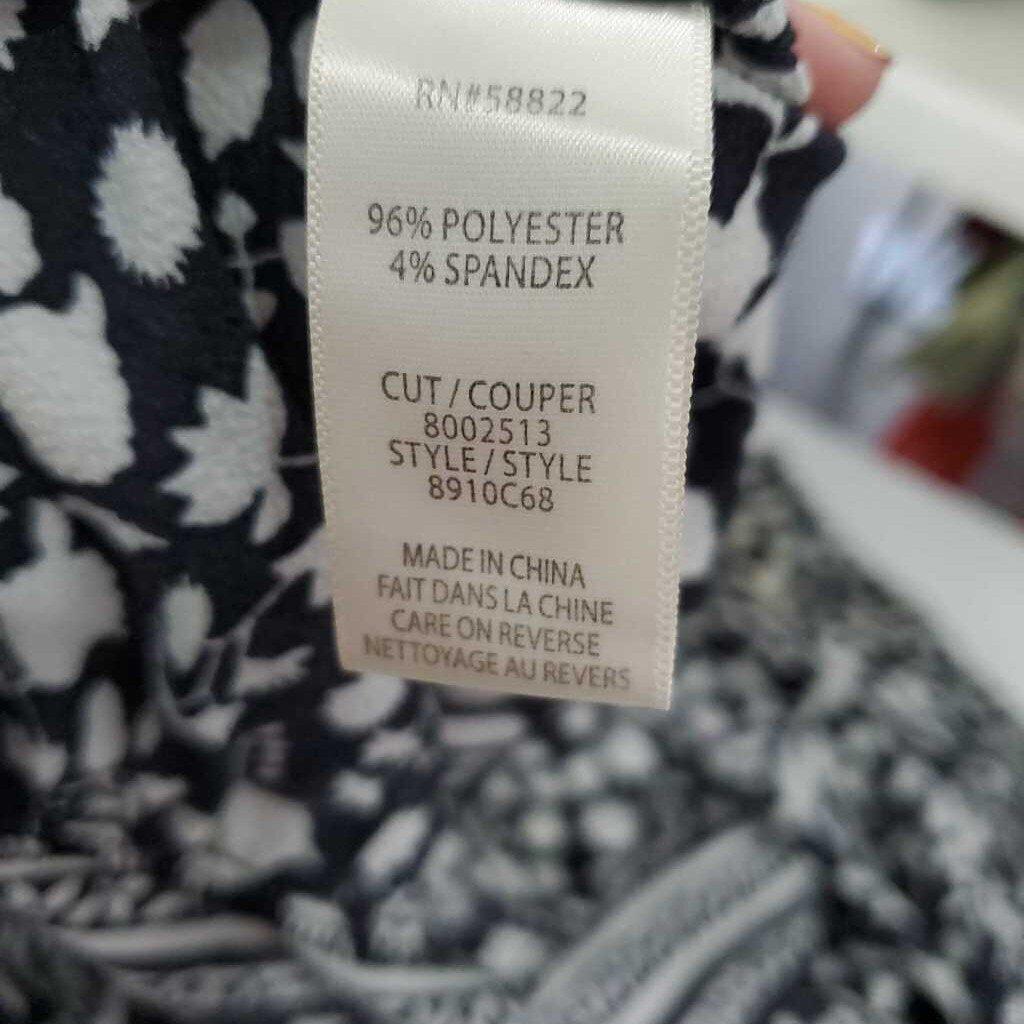 RN#58822
96% POLYESTER
4% SPANDEX
CUT / COUPER
8002513
STYLE / STYLE
8910C68
MADE IN CHINA
FAIT DANS LA CHINE
CARE ON REVERSE
NETTOYAGE AU REVERS